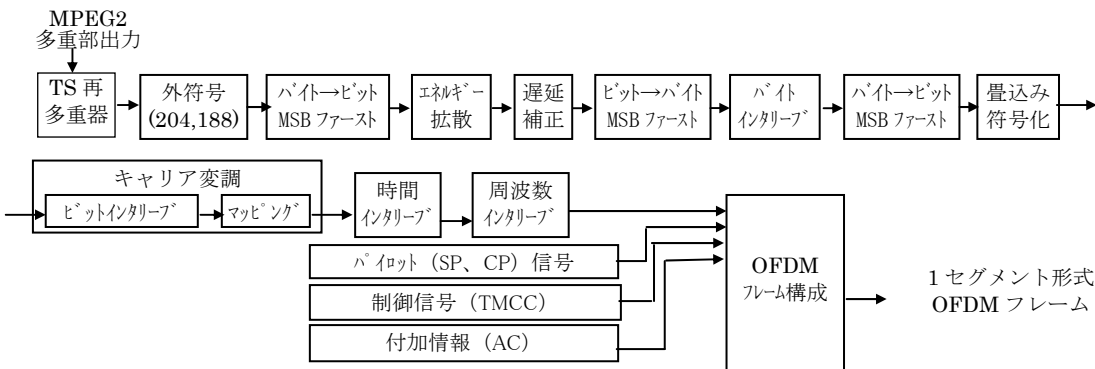 MPEG2
多重部出力
TS 再
多重器
外符号
(204,188)
ﾊﾞｲﾄ→ﾋﾞｯﾄ
MSB ﾌｧｰｽﾄ
ｴﾈﾙｷﾞｰ
拡散
遅延
補正
ﾋﾞｯﾄ→ﾊﾞｲﾄ
MSB ﾌｧｰｽﾄ
ﾊﾞｲﾄ
ｲﾝﾀﾘｰﾌﾞ
ﾊﾞｲﾄ→ﾋﾞｯﾄ
MSB ﾌｧｰｽﾄ
畳込み
符号化
キャリア変調
ﾋﾞｯﾄｲﾝﾀﾘｰﾌﾞ
ﾏｯﾋﾟﾝｸﾞ
時間
ｲﾝﾀﾘｰﾌﾞ
周波数
ｲﾝﾀﾘｰﾌﾞ
ﾊﾟｲﾛｯﾄ（SP、CP）信号
制御信号（TMCC）
付加情報（AC）
OFDM
ﾌﾚｰﾑ構成
1 セグメント形式
OFDM フレーム